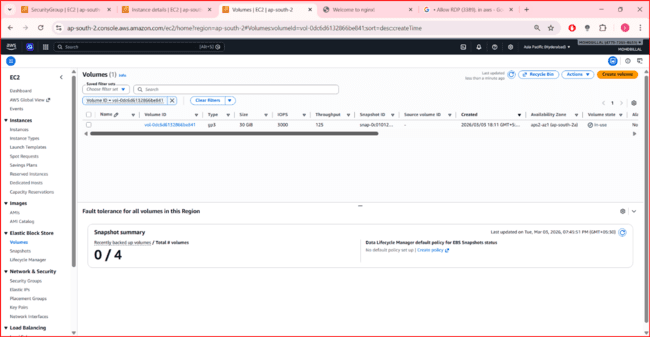 SecurityGroup | EC2 | ap-south-
Instance details | EC2 | ap-sou
Volumes | EC2 | ap-south-2
Welcome to nginx!
Allow RDP (3389). in aws - Go
ap-south-2.console.aws.amazon.com/ec2/home?region=ap-south-2#Volumes:volumeId=vol-0dc6d6132866be841;sort=desc:createTime
aws
Search
[Alt+S]
Asia Pacific (Hyderabad)
MOHANLAL
EC2
Dashboard
AWS Global View
Events
Instances
Instances
Instance Types
Launch Templates
Spot Requests
Savings Plans
Reserved Instances
Dedicated Hosts
Capacity Reservations
Images
AMIs
AMI Catalog
Elastic Block Store
Volumes
Snapshots
Lifecycle Manager
Network & Security
Security Groups
Elastic IPs
Placement Groups
Key Pairs
Network Interfaces
Load Balancing
Volumes (1) Info
Last updated
less than a minute ago
Recycle Bin
Actions
Create volume
Saved filter sets
Choose filter set
Search
Volume ID = vol-0dc6d6132866be841
Clear filters
1
Name Volume ID Type Size IOPS Throughput Snapshot ID Source volume ID Created Availability Zone Volume state
vol-0dc6d6132866be841 gp3 30 GiB 3000 125 snap-0c01012... - 2026/03/03 18:11 GMT+5:... aps2-az1 (ap-south-2a) In-use
Fault tolerance for all volumes in this Region
Snapshot summary
Last updated on Tue, Mar 03, 2026, 07:45:51 PM (GMT+05:30)
Recently backed up volumes / Total # volumes
0 / 4
Data Lifecycle Manager default policy for EBS Snapshots status
No default policy set up | Create policy